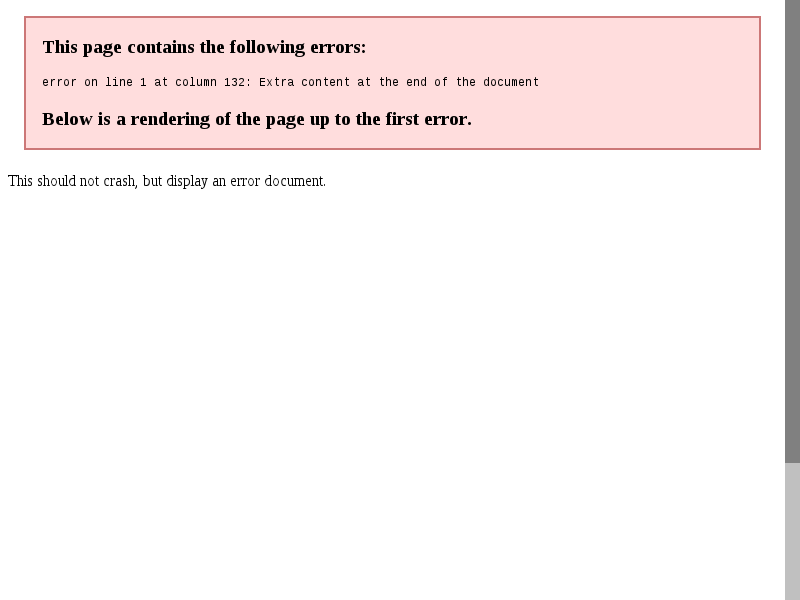 This page contains the following errors:
error on line 1 at column 132: Extra content at the end of the document
Below is a rendering of the page up to the first error.
This should not crash, but display an error document.